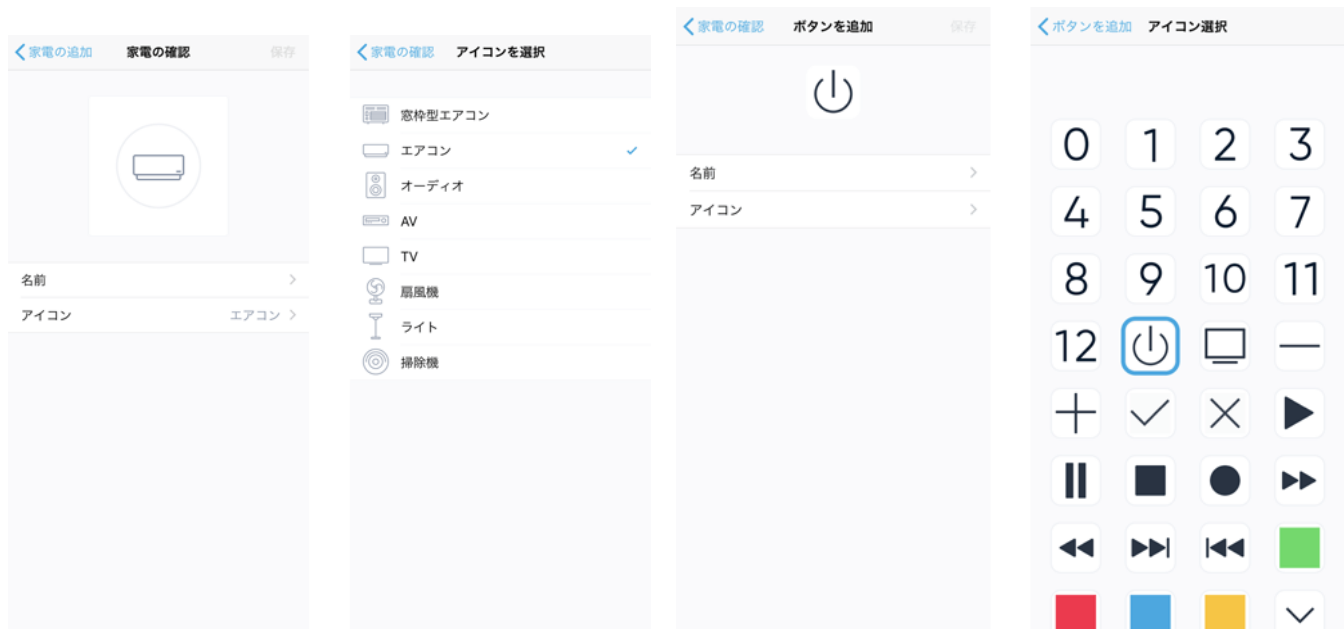 家電の追加 家電の確認 保存
名前
アイコン エアコン
家電の確認 アイコンを選択
窓枠型エアコン
エアコン
オーディオ
AV
TV
扇風機
ライト
掃除機
家電の確認 ボタンを追加 保存
名前
アイコン
ボタンを追加 アイコン選択
0 1 2 3
4 5 6 7
8 9 10 11
12